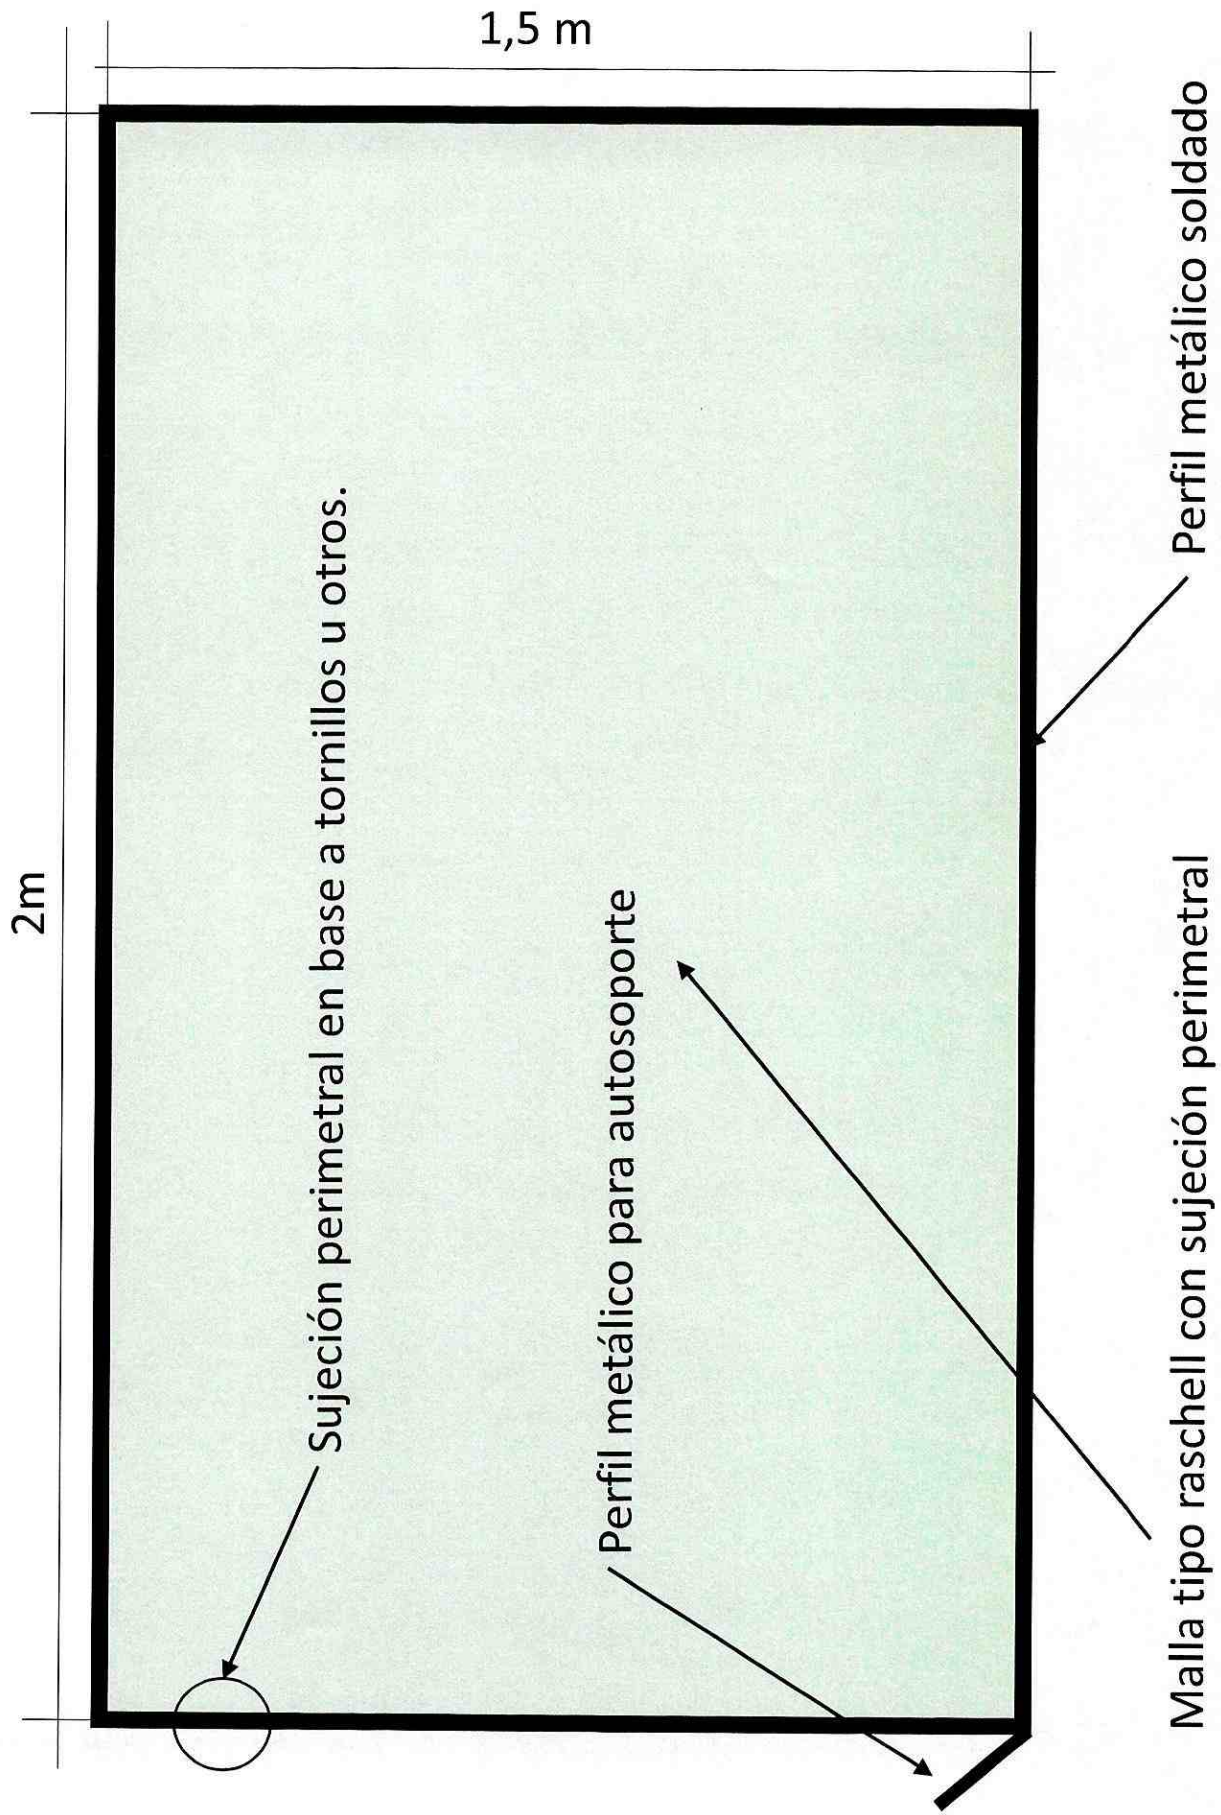 2m
1,5 m
Sujeción perimetral en base a tornillos u otros.
Perfil metálico para autosoporte
Malla tipo raschell con sujeción perimetral
Perfil metálico soldado